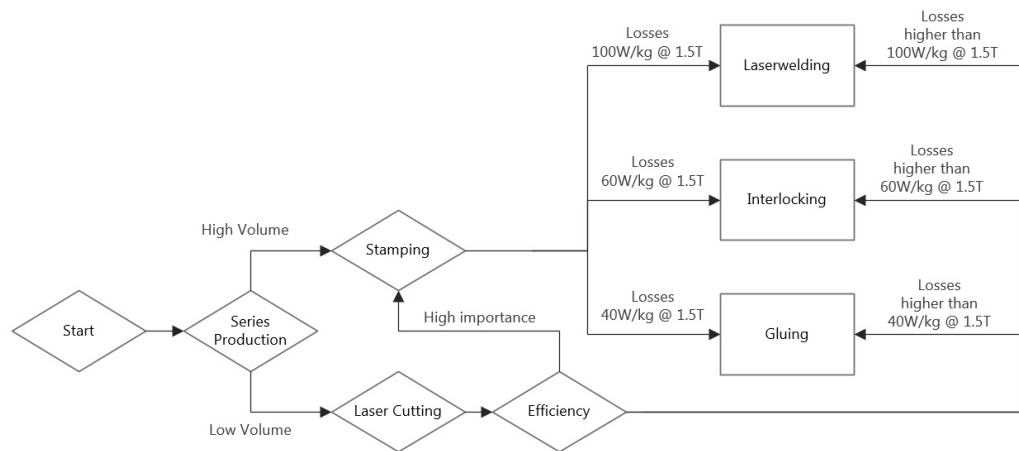 Losses
100W/kg @ 1.5T
Laserwelding
Losses
higher than
100W/kg @ 1.5T
Losses
60W/kg @ 1.5T
Interlocking
Losses
higher than
60W/kg @ 1.5T
High Volume
Stamping
Start
Series
Production
High importance
Losses
40W/kg @ 1.5T
Gluing
Losses
higher than
40W/kg @ 1.5T
Low Volume
Laser Cutting
Efficiency